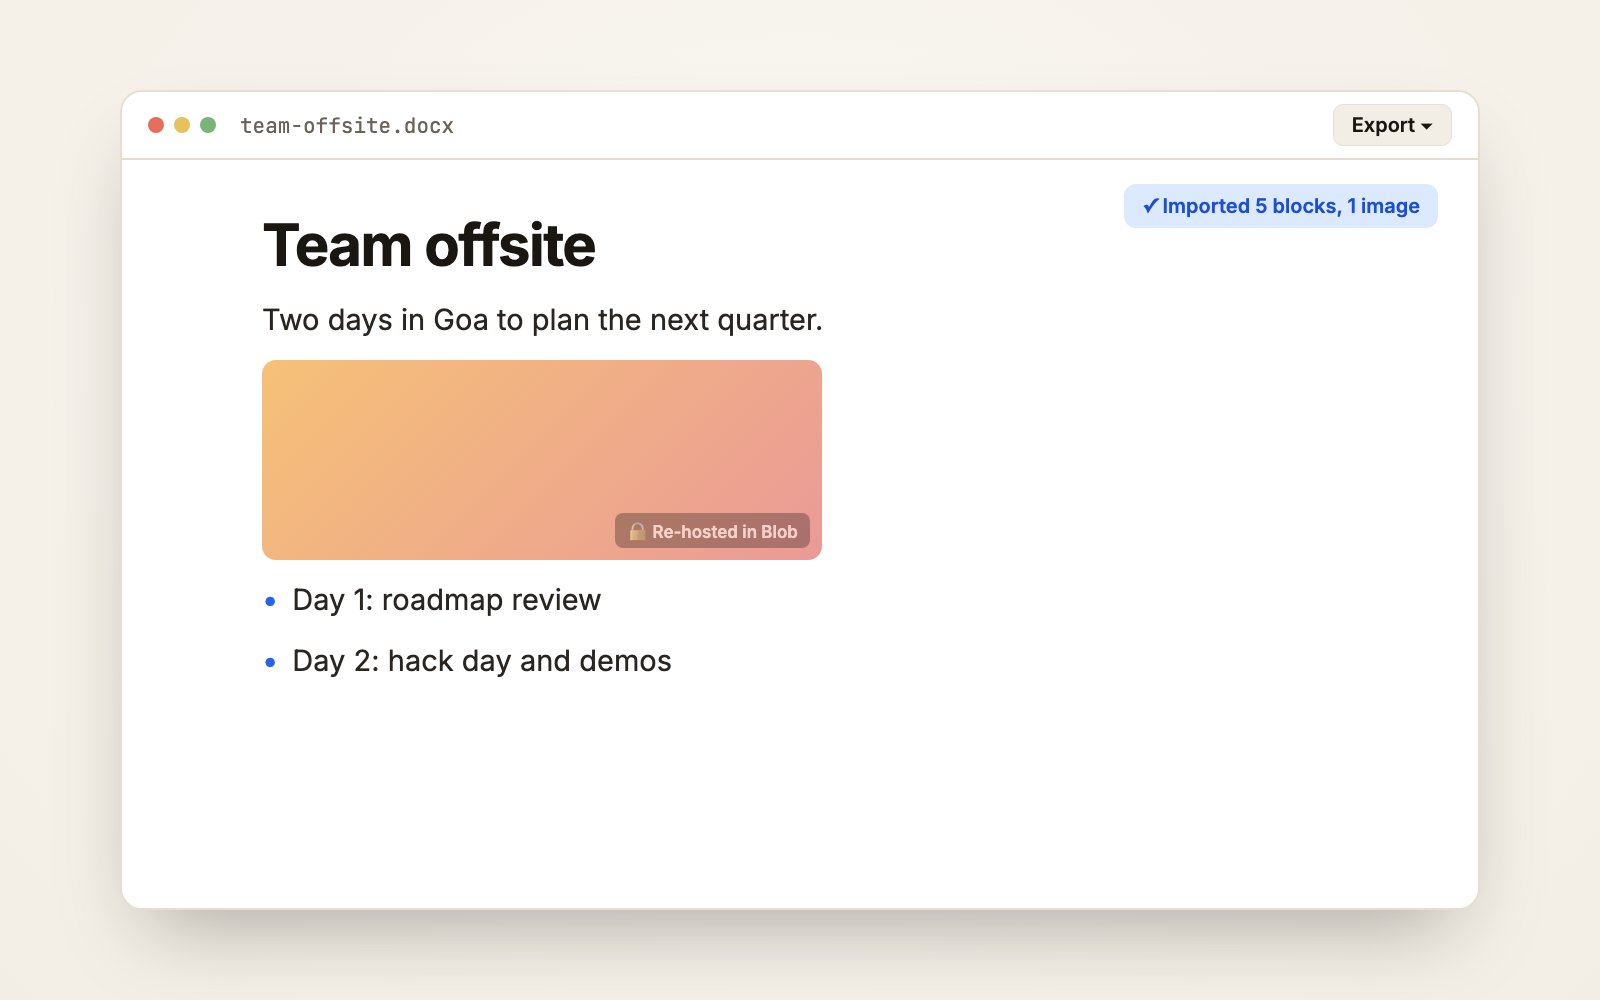 team-offsite.docx
Export
✓ Imported 5 blocks, 1 image
Team offsite
Two days in Goa to plan the next quarter.
🔒 Re-hosted in Blob
• Day 1: roadmap review
• Day 2: hack day and demos